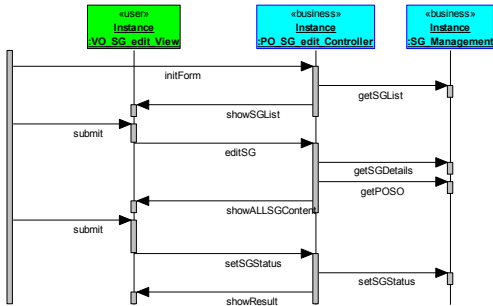 «user»
Instance
:VO_SG_edit_View
«business»
Instance
:PO_SG_edit_Controller
«business»
Instance
:SG_Management
initForm
getSGList
showSGList
submit
editSG
getSGDetails
getPOSO
showALLSGContent
submit
setSGStatus
setSGStatus
showResult